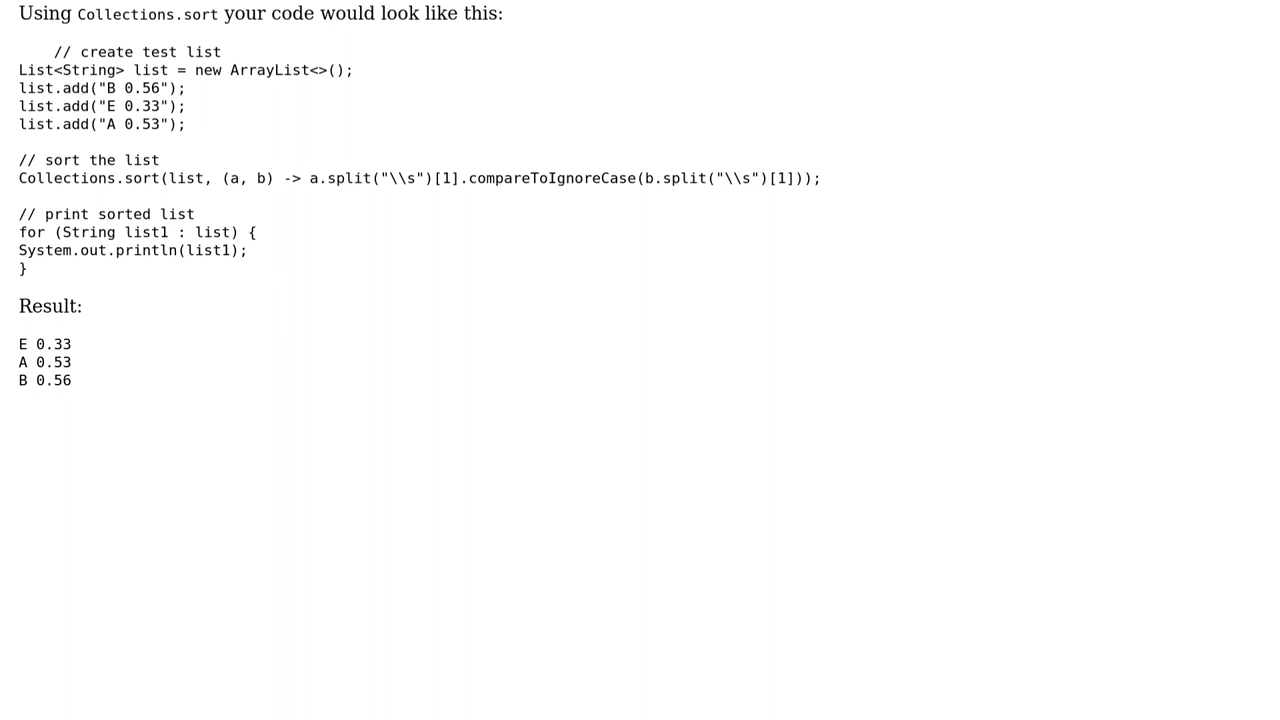 Using Collections.sort your code would look like this:
    // create test list
List<String> list = new ArrayList<>();
list.add("B 0.56");
list.add("E 0.33");
list.add("A 0.53");
// sort the list
Collections.sort(list, (a, b) -> a.split("\\s")[1].compareToIgnoreCase(b.split("\\s")[1]));
// print sorted list
for (String list1 : list) {
System.out.println(list1);
}
Result:
E 0.33
A 0.53
B 0.56